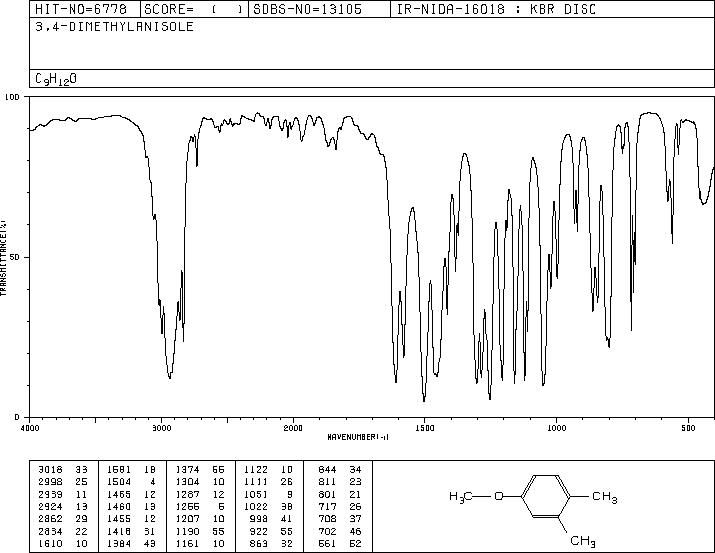 HIT-NO=6778 SCORE= ( ) SDBS-NO=13105 IR-NIDA-16018 : KBR DISC
3,4-DIMETHYLANISOLE
C9H12O
100
50
0
TRANSMITTANCE(%)
4000 3000 2000 1500 1000 500
WAVENUMBER(-1)
3018 33 1581 18 1374 55 1122 10 844 34
2998 25 1504 4 1304 10 1111 26 811 23
2939 11 1465 12 1287 12 1051 9 801 21
2924 13 1460 13 1255 5 1022 38 717 26
2862 29 1455 12 1207 10 998 41 708 37
2834 22 1418 31 1190 55 922 55 702 46
1610 10 1384 43 1161 10 863 32 561 52
H3C O CH3
CH3